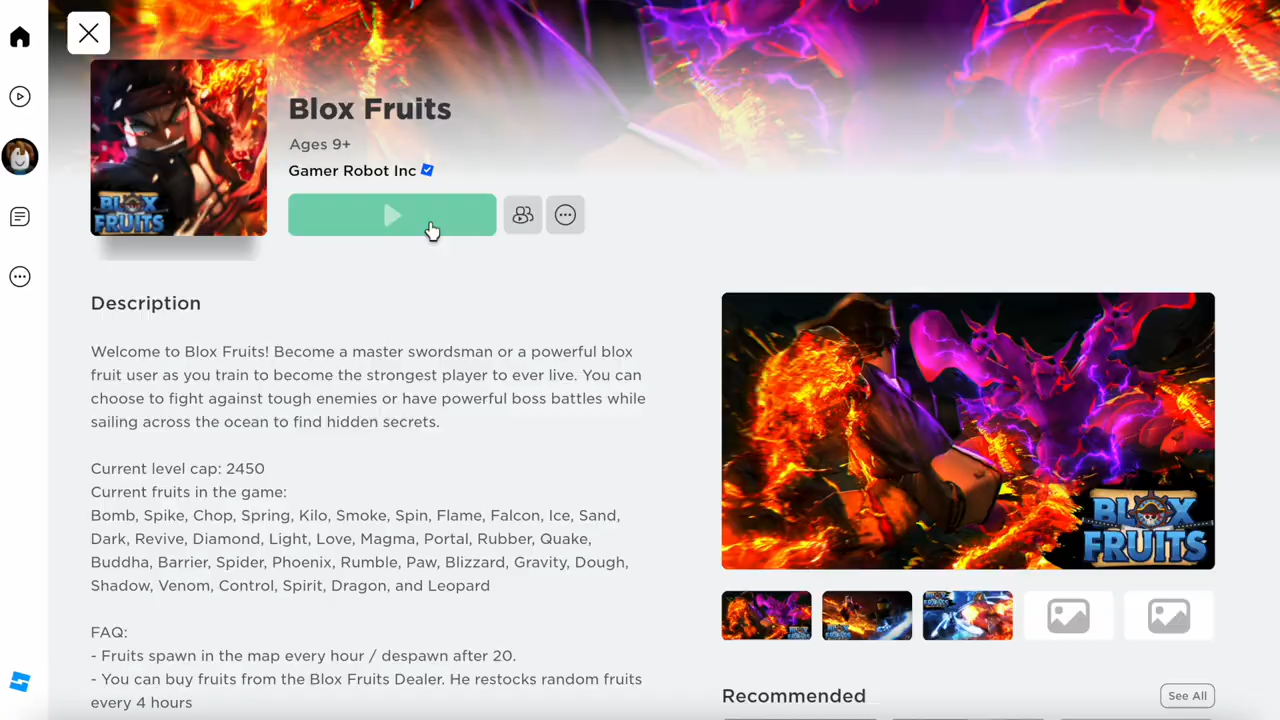 Blox Fruits
Ages 9+
Gamer Robot Inc
BLOX
FRUITS
Description
Welcome to Blox Fruits! Become a master swordsman or a powerful blox
fruit user as you train to become the strongest player to ever live. You can
choose to fight against tough enemies or have powerful boss battles while
sailing across the ocean to find hidden secrets.
Current level cap: 2450
Current fruits in the game:
Bomb, Spike, Chop, Spring, Kilo, Smoke, Spin, Flame, Falcon, Ice, Sand,
Dark, Revive, Diamond, Light, Love, Magma, Portal, Rubber, Quake,
Buddha, Barrier, Spider, Phoenix, Rumble, Paw, Blizzard, Gravity, Dough,
Shadow, Venom, Control, Spirit, Dragon, and Leopard
FAQ:
- Fruits spawn in the map every hour / despawn after 20.
- You can buy fruits from the Blox Fruits Dealer. He restocks random fruits
every 4 hours
BLOX
FRUITS
Recommended
See All